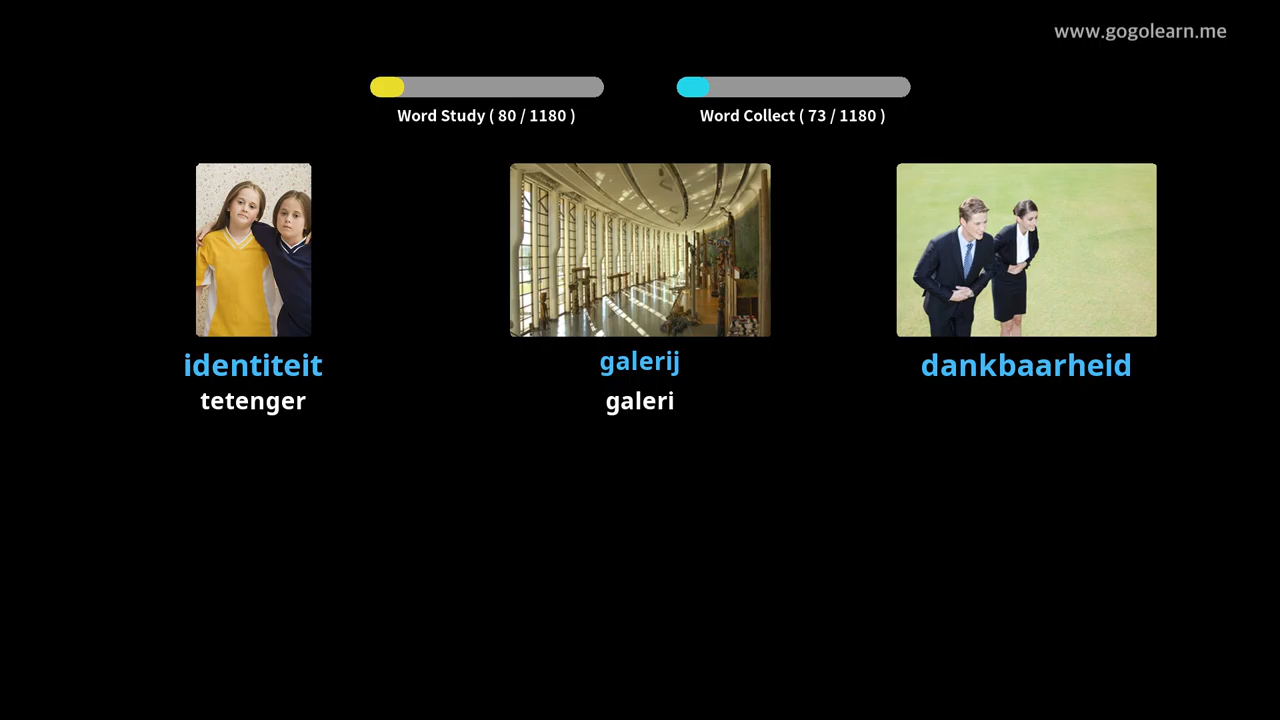 www.gogolearn.me
Word Study ( 80 / 1180 )
Word Collect ( 73 / 1180 )
identiteit
tetenger
galerij
galeri
dankbaarheid